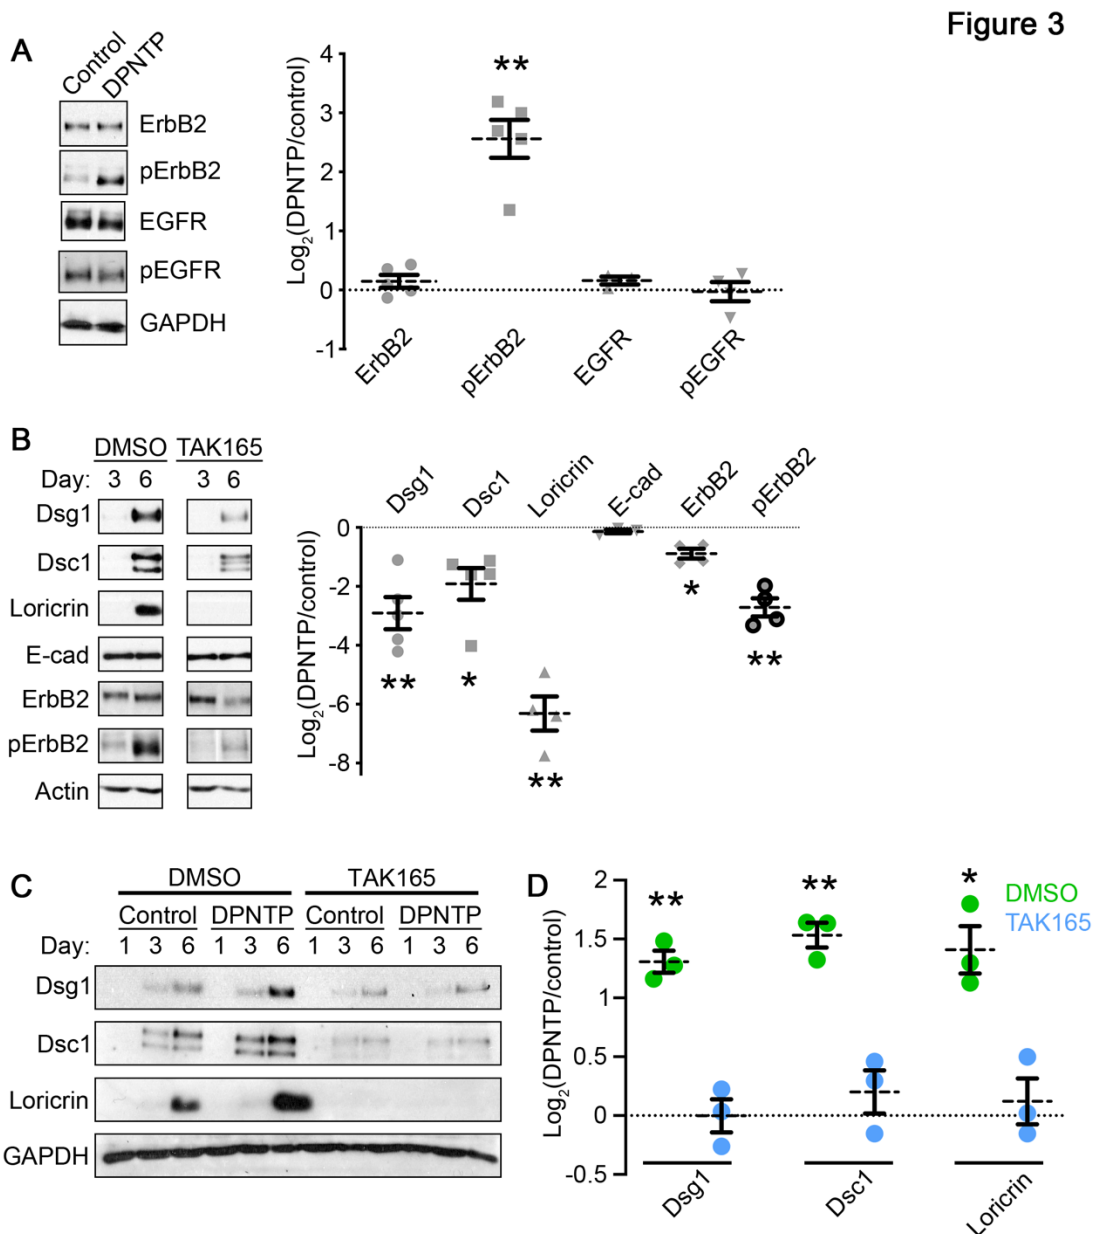 Figure 3
A
Control
DPNTP
ErbB2
pErbB2
EGFR
pEGFR
GAPDH
Log2(DPNTP/control)
4
3
2
1
0
-1
**
ErbB2
pErbB2
EGFR
pEGFR
B
DMSO TAK165
Day: 3 6 3 6
Dsg1
Dsc1
Loricrin
E-cad
ErbB2
pErbB2
Actin
Dsg1
Dsc1
Loricrin
E-cad
ErbB2
pErbB2
Log2(DPNTP/control)
0
-2
-4
-6
-8
**
*
**
*
**
C
DMSO TAK165
Control DPNTP Control DPNTP
Day: 1 3 6 1 3 6 1 3 6 1 3 6
Dsg1
Dsc1
Loricrin
GAPDH
D
Log2(DPNTP/control)
2
1.5
1
0.5
0
-0.5
**
**
*
DMSO
TAK165
Dsg1
Dsc1
Loricrin